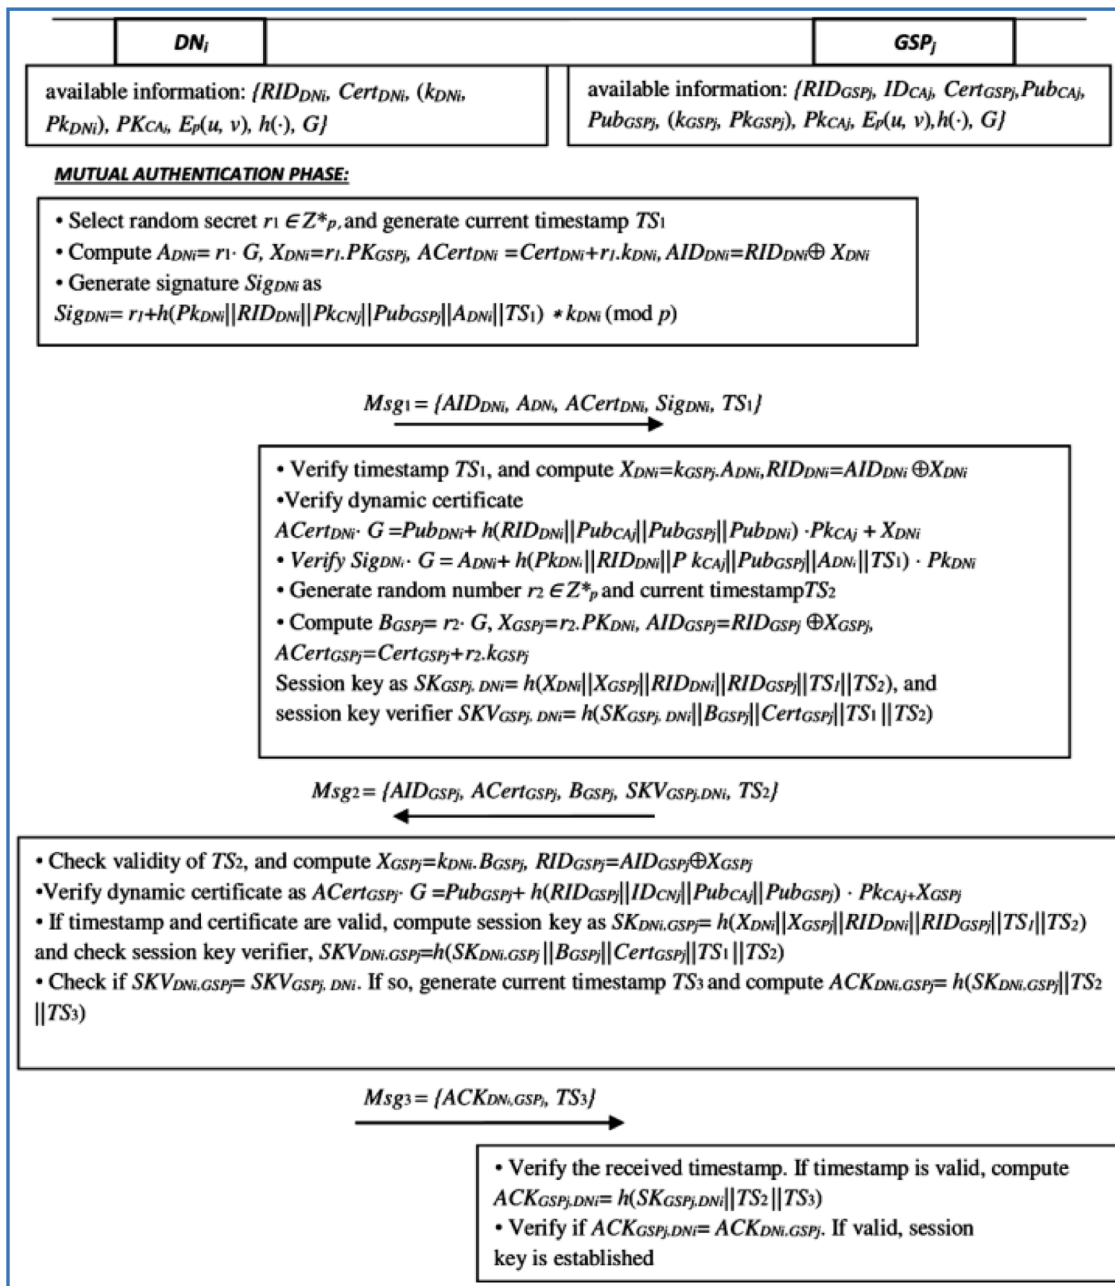 DNi
GSPj
available information: {RIDDNi, CertDNi, (kDNi,
PkDNi), PKCAi, Ep(u, v), h(·), G}
available information: {RIDGSPj, IDCAj, CertGSPj,PubCAj,
PubGSPj, (kGSPj, PkGSPj), PkCAj, Ep(u, v),h(·), G}
MUTUAL AUTHENTICATION PHASE:
• Select random secret r1 ∈Z*p, and generate current timestamp TS1
• Compute ADNi= r1· G, XDNi=r1.PKGSPj, ACertDNi =CertDNi+r1.kDNi, AIDDNi=RIDDNi⊕ XDNi
• Generate signature SigDNi as
SigDNi= r1+h(PkDNi||RIDDNi||PkCNj||PubGSPj||ADNi||TS1) * kDNi (mod p)
Msg1 = {AIDDNi, ADNi, ACertDNi, SigDNi, TS1}
• Verify timestamp TS1, and compute XDNi=kGSPj.ADNi,RIDDNi=AIDDNi ⊕XDNi
•Verify dynamic certificate
ACertDNi· G =PubDNi+ h(RIDDNi||PubCAj||PubGSPj||PubDNi) ·PkCAj + XDNi
• Verify SigDNi· G = ADNi+ h(PkDNi||RIDDNi||P kCAj||PubGSPj||ADNi||TS1) · PkDNi
• Generate random number r2 ∈Z*p and current timestampTS2
• Compute BGSPj= r2· G, XGSPj=r2.PKDNi, AIDGSPj=RIDGSPj ⊕XGSPj,
ACertGSPj=CertGSPj+r2.kGSPj
Session key as SKGSPj, DNi= h(XDNi||XGSPj||RIDDNi||RIDGSPj||TS1||TS2), and
session key verifier SKVGSPj, DNi= h(SKGSPj, DNi||BGSPj||CertGSPj||TS1 ||TS2)
Msg2 = {AIDGSPj, ACertGSPj, BGSPj, SKVGSPj,DNi, TS2}
• Check validity of TS2, and compute XGSPj=kDNi.BGSPj, RIDGSPj=AIDGSPj⊕XGSPj
•Verify dynamic certificate as ACertGSPj· G =PubGSPj+ h(RIDGSPj||IDCNj||PubCAj||PubGSPj) · PkCAj+XGSPj
• If timestamp and certificate are valid, compute session key as SKDNi,GSPj= h(XDNi||XGSPj||RIDDNi||RIDGSPj||TS1||TS2)
and check session key verifier, SKVDNi,GSPj=h(SKDNi,GSPj||BGSPj||CertGSPj||TS1 ||TS2)
• Check if SKVDNi,GSPj= SKVGSPj, DNi. If so, generate current timestamp TS3 and compute ACKDNi,GSPj= h(SKDNi,GSPj||TS2
||TS3)
Msg3 = {ACKDNi,GSPj, TS3}
• Verify the received timestamp. If timestamp is valid, compute
ACKGSPj,DNi= h(SKGSPj,DNi||TS2||TS3)
• Verify if ACKGSPj,DNi= ACKDNi,GSPj. If valid, session
key is established